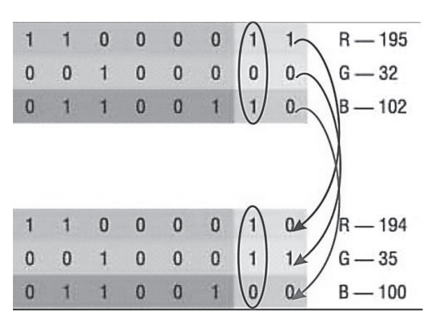 1 1 0 0 0 0 1 1 R — 195
0 0 1 0 0 0 0 0 G — 32
0 1 1 0 0 1 1 0 B — 102
1 1 0 0 0 0 1 0 R — 194
0 0 1 0 0 0 1 1 G — 35
0 1 1 0 0 1 0 0 B — 100